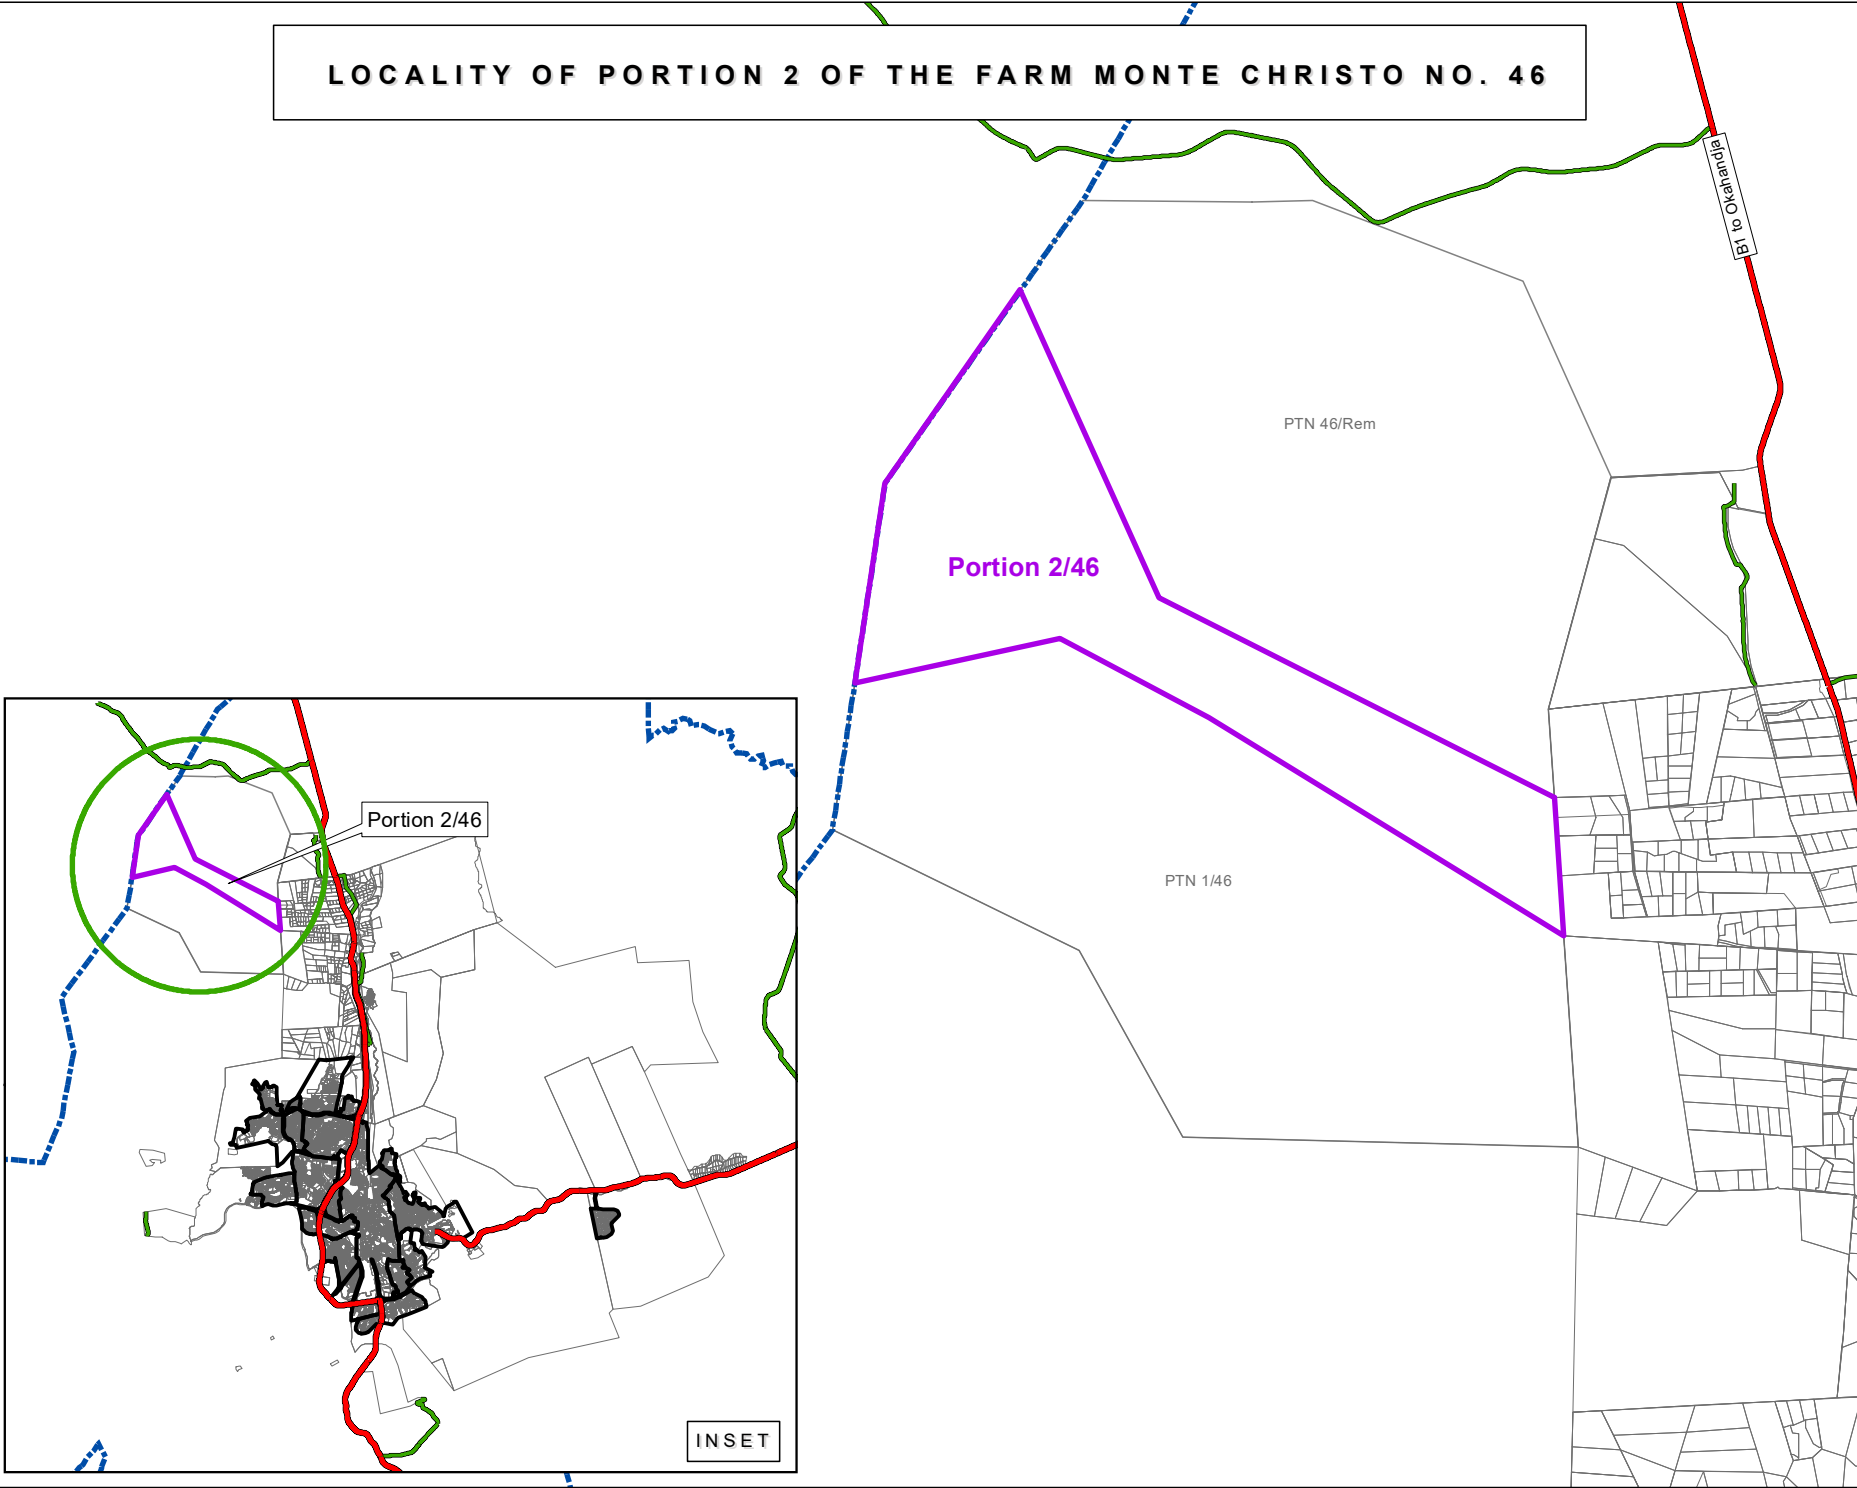 LOCALITY OF PORTION 2 OF THE FARM MONTE CHRISTO NO. 46
B1 to Okahandja
PTN 46/Rem
Portion 2/46
Portion 2/46
PTN 1/46
INSET